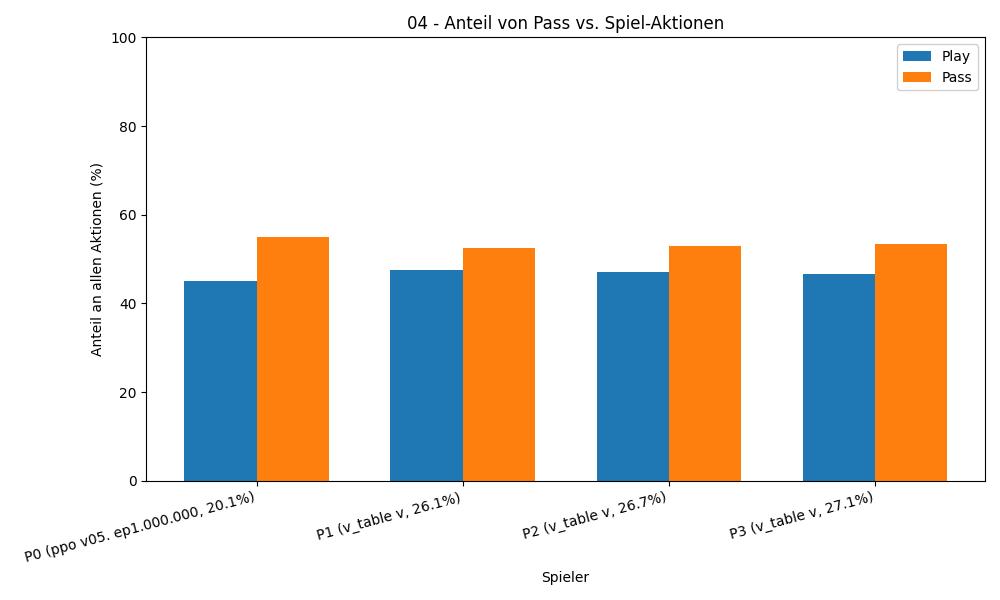 04 - Anteil von Pass vs. Spiel-Aktionen
Play
Pass
Anteil an allen Aktionen (%)
100
80
60
40
20
0
P0 (ppo v05. ep1.000.000, 20.1%)
P1 (v_table v, 26.1%)
P2 (v_table v, 26.7%)
P3 (v_table v, 27.1%)
Spieler